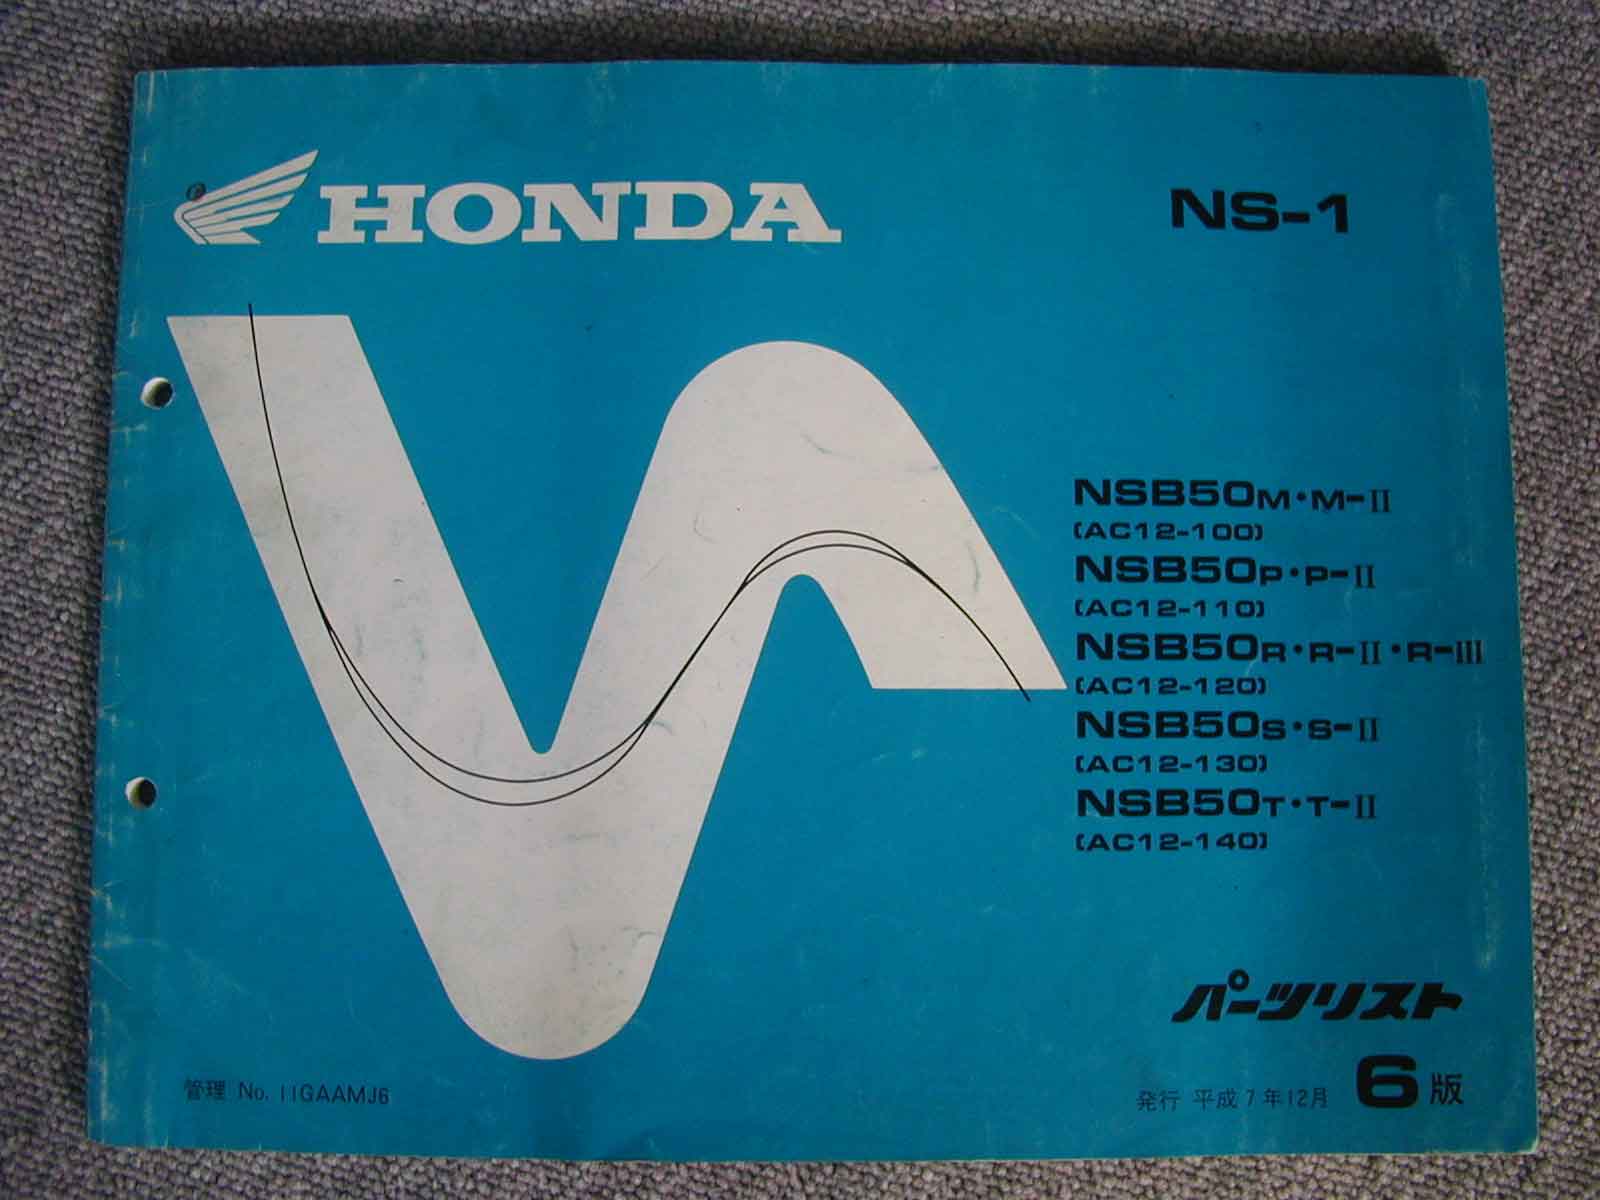 HONDA
NS-1
NSB50M・M-II
(AC12-100)
NSB50P・P-II
(AC12-110)
NSB50R・R-II・R-III
(AC12-120)
NSB50S・S-II
(AC12-130)
NSB50T・T-II
(AC12-140)
パーツリスト
管理 No. 11GAAMJ6
発行 平成7年12月 6版